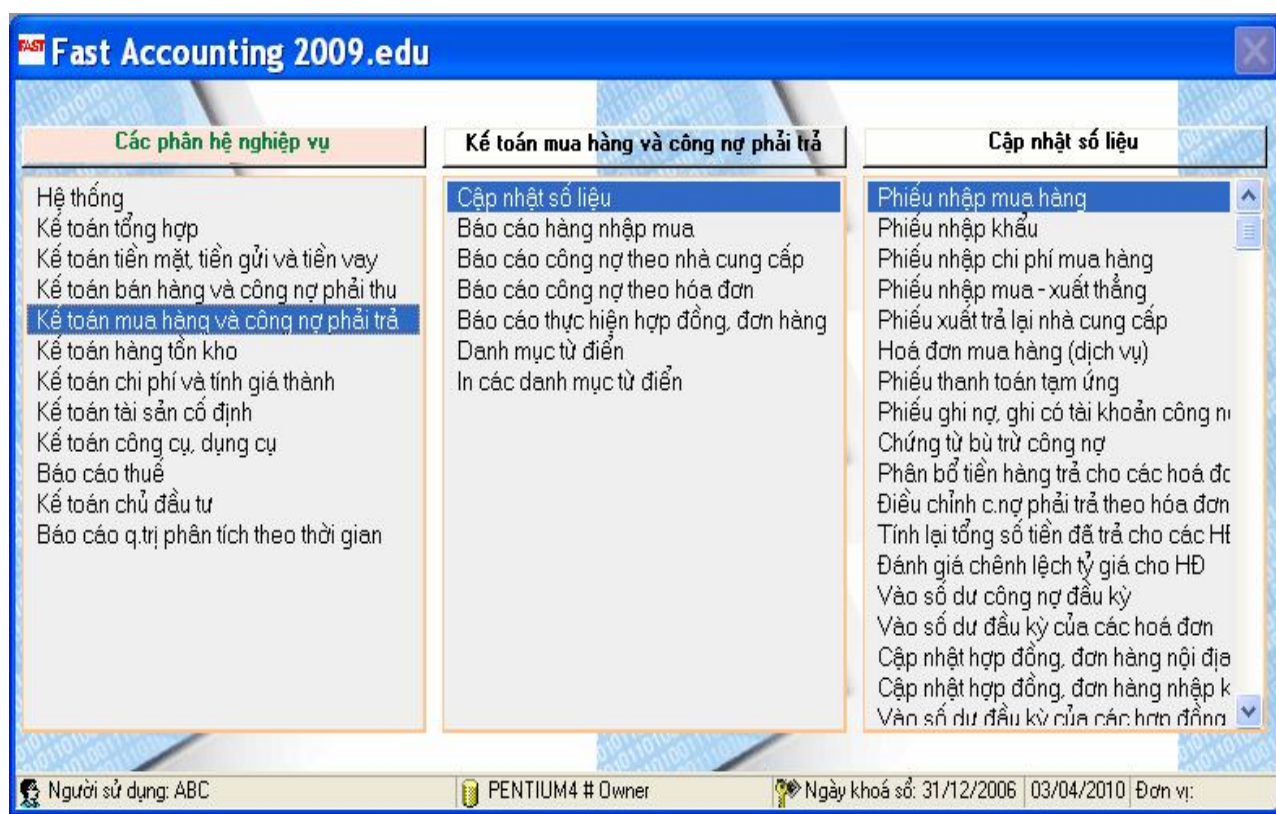 FAST Fast Accounting 2009.edu
Các phân hệ nghiệp vụ
Hệ thống
Kế toán tổng hợp
Kế toán tiền mặt, tiền gửi và tiền vay
Kế toán bán hàng và công nợ phải thu
Kế toán mua hàng và công nợ phải trả
Kế toán hàng tồn kho
Kế toán chi phí và tính giá thành
Kế toán tài sản cố định
Kế toán công cụ, dụng cụ
Báo cáo thuế
Kế toán chủ đầu tư
Báo cáo q.trị phân tích theo thời gian
Kế toán mua hàng và công nợ phải trả
Cập nhật số liệu
Báo cáo hàng nhập mua
Báo cáo công nợ theo nhà cung cấp
Báo cáo công nợ theo hóa đơn
Báo cáo thực hiện hợp đồng, đơn hàng
Danh mục từ điển
In các danh mục từ điển
Cập nhật số liệu
Phiếu nhập mua hàng
Phiếu nhập khẩu
Phiếu nhập chi phí mua hàng
Phiếu nhập mua - xuất thẳng
Phiếu xuất trả lại nhà cung cấp
Hoá đơn mua hàng (dịch vụ)
Phiếu thanh toán tạm ứng
Phiếu ghi nợ, ghi có tài khoản công n
Chứng từ bù trừ công nợ
Phân bổ tiền hàng trả cho các hoá đ
Điều chỉnh c.nợ phải trả theo hóa đơn
Tính lại tổng số tiền đã trả cho các H
Đánh giá chênh lệch tỷ giá cho HĐ
Vào số dư công nợ đầu kỳ
Vào số dư đầu kỳ của các hoá đơn
Cập nhật hợp đồng, đơn hàng nội địa
Cập nhật hợp đồng, đơn hàng nhập k
Vào số dư đầu kỳ của các hợp đồng
Người sử dụng: ABC
PENTIUM4 # Owner
Ngày khoá sổ: 31/12/2006
03/04/2010
Đơn vị: